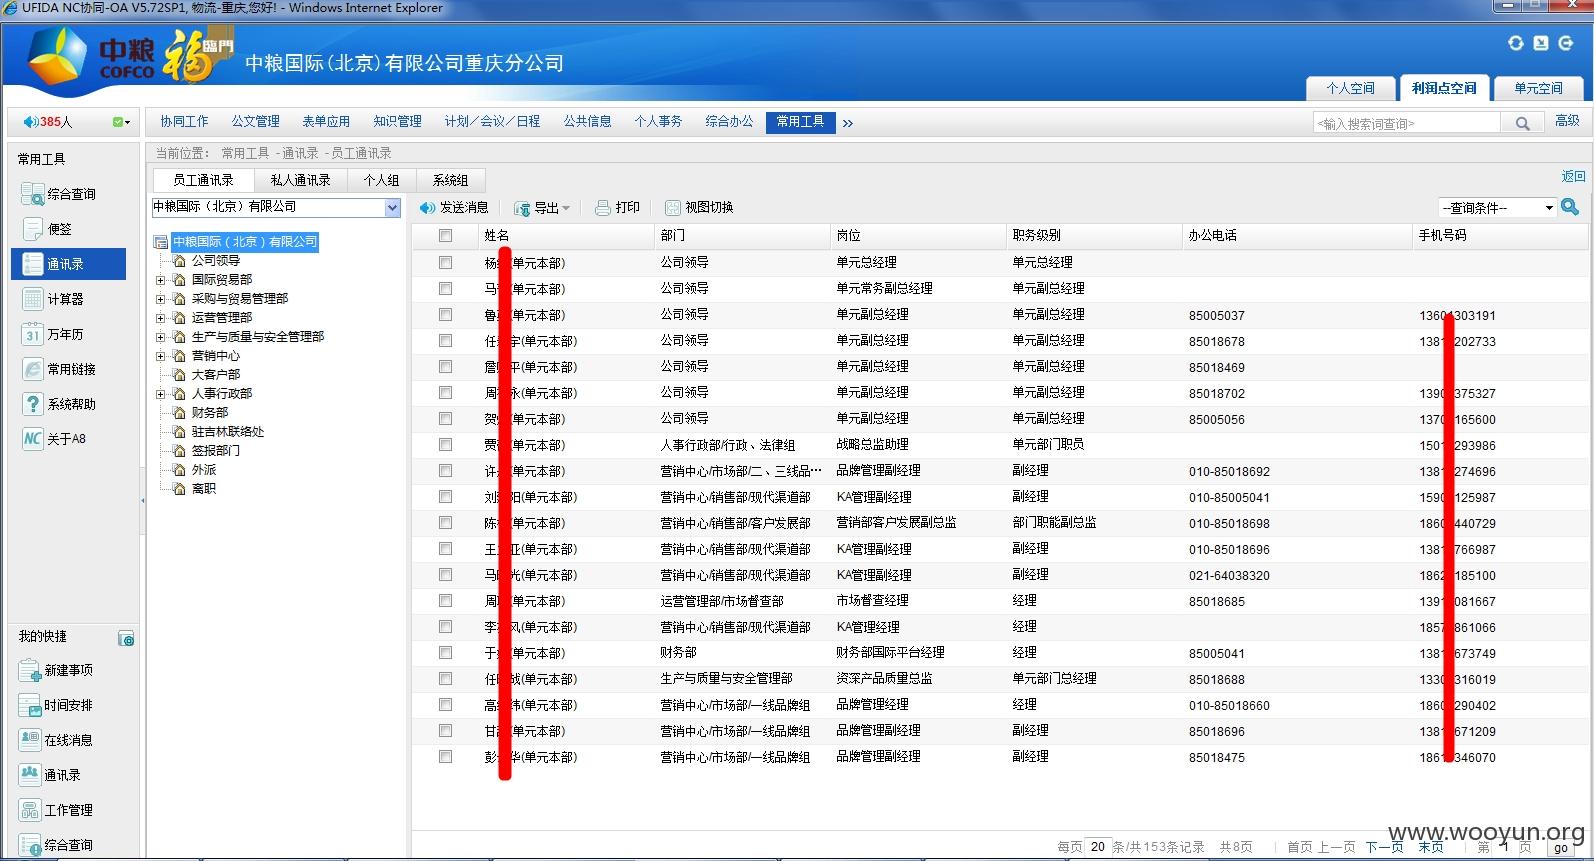 UFIDA NC协同-OA V5.72SP1, 物流-重庆,您好! - Windows Internet Explorer
中粮
COFCO
福
臨門
中粮国际(北京)有限公司重庆分公司
个人空间 利润点空间 单元空间
385人
协同工作 公文管理 表单应用 知识管理 计划/会议/日程 公共信息 个人事务 综合办公 常用工具 »
<输入搜索词查询> 高级
常用工具
综合查询
便签
通讯录
计算器
31 万年历
常用链接
系统帮助
NC 关于A8
我的快捷
新建事项
时间安排
在线消息
通讯录
工作管理
综合查询
当前位置: 常用工具 - 通讯录 - 员工通讯录
员工通讯录 私人通讯录 个人组 系统组 返回
中粮国际(北京)有限公司
发送消息 导出 打印 视图切换 --查询条件--
中粮国际(北京)有限公司
公司领导
国际贸易部
采购与贸易管理部
运营管理部
生产与质量与安全管理部
营销中心
大客户部
人事行政部
财务部
驻吉林联络处
签报部门
外派
离职
姓名 部门 岗位 职务级别 办公电话 手机号码
杨 单元本部) 公司领导 单元总经理 单元总经理
马 单元本部) 公司领导 单元常务副总经理 单元副总经理
鲁 单元本部) 公司领导 单元副总经理 单元副总经理 85005037 1360 303191
任 宇(单元本部) 公司领导 单元副总经理 单元副总经理 85018678 1381 202733
詹 平(单元本部) 公司领导 单元副总经理 单元副总经理 85018469
周 永(单元本部) 公司领导 单元副总经理 单元副总经理 85018702 1390 375327
贺 单元本部) 公司领导 单元副总经理 单元副总经理 85005056 1370 165600
贾 单元本部) 人事行政部/行政、法律组 战略总监助理 单元部门职员 1501 293986
许 单元本部) 营销中心/市场部/二、三线品… 品牌管理副经理 副经理 010-85018692 1381 274696
刘 阳(单元本部) 营销中心/销售部/现代渠道部 KA管理副经理 副经理 010-85005041 1590 125987
陈 单元本部) 营销中心/销售部/客户发展部 营销部客户发展副总监 部门职能副总监 010-85018698 1860 440729
王 亚(单元本部) 营销中心/销售部/现代渠道部 KA管理副经理 副经理 010-85018696 1381 766987
马 光(单元本部) 营销中心/销售部/现代渠道部 KA管理副经理 副经理 021-64038320 1862 185100
周 单元本部) 运营管理部/市场督查部 市场督查经理 经理 85018685 1391 081667
李 风(单元本部) 营销中心/销售部/现代渠道部 KA管理经理 经理 1857 861066
于 单元本部) 财务部 财务部国际平台经理 经理 85005041 1381 673749
任 战(单元本部) 生产与质量与安全管理部 资深产品质量总监 单元部门总经理 85018688 1330 316019
高 纬(单元本部) 营销中心/市场部/一线品牌组 品牌管理经理 经理 010-85018660 1860 290402
甘 单元本部) 营销中心/市场部/一线品牌组 品牌管理副经理 副经理 85018696 1381 671209
彭 华(单元本部) 营销中心/市场部/一线品牌组 品牌管理副经理 副经理 85018475 1861 346070
每页 20 条/共153条记录 共8页 首页 上一页 下一页 末页 第 1 页 go
www.wooyun.org